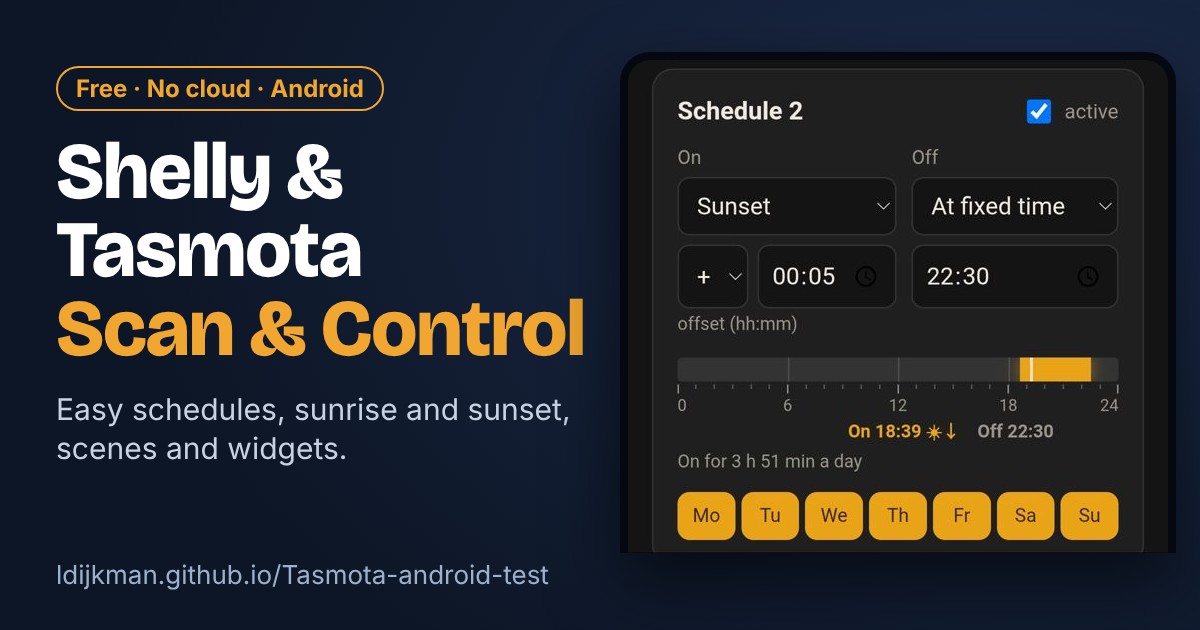 Free · No cloud · Android
Shelly &
Tasmota
Scan & Control
Easy schedules, sunrise and sunset,
scenes and widgets.
ldijkman.github.io/Tasmota-android-test
Schedule 2 active
On Off
Sunset At fixed time
+ 00:05 22:30
offset (hh:mm)
0 6 12 18 24
On 18:39 ☀↓ Off 22:30
On for 3 h 51 min a day
Mo Tu We Th Fr Sa Su